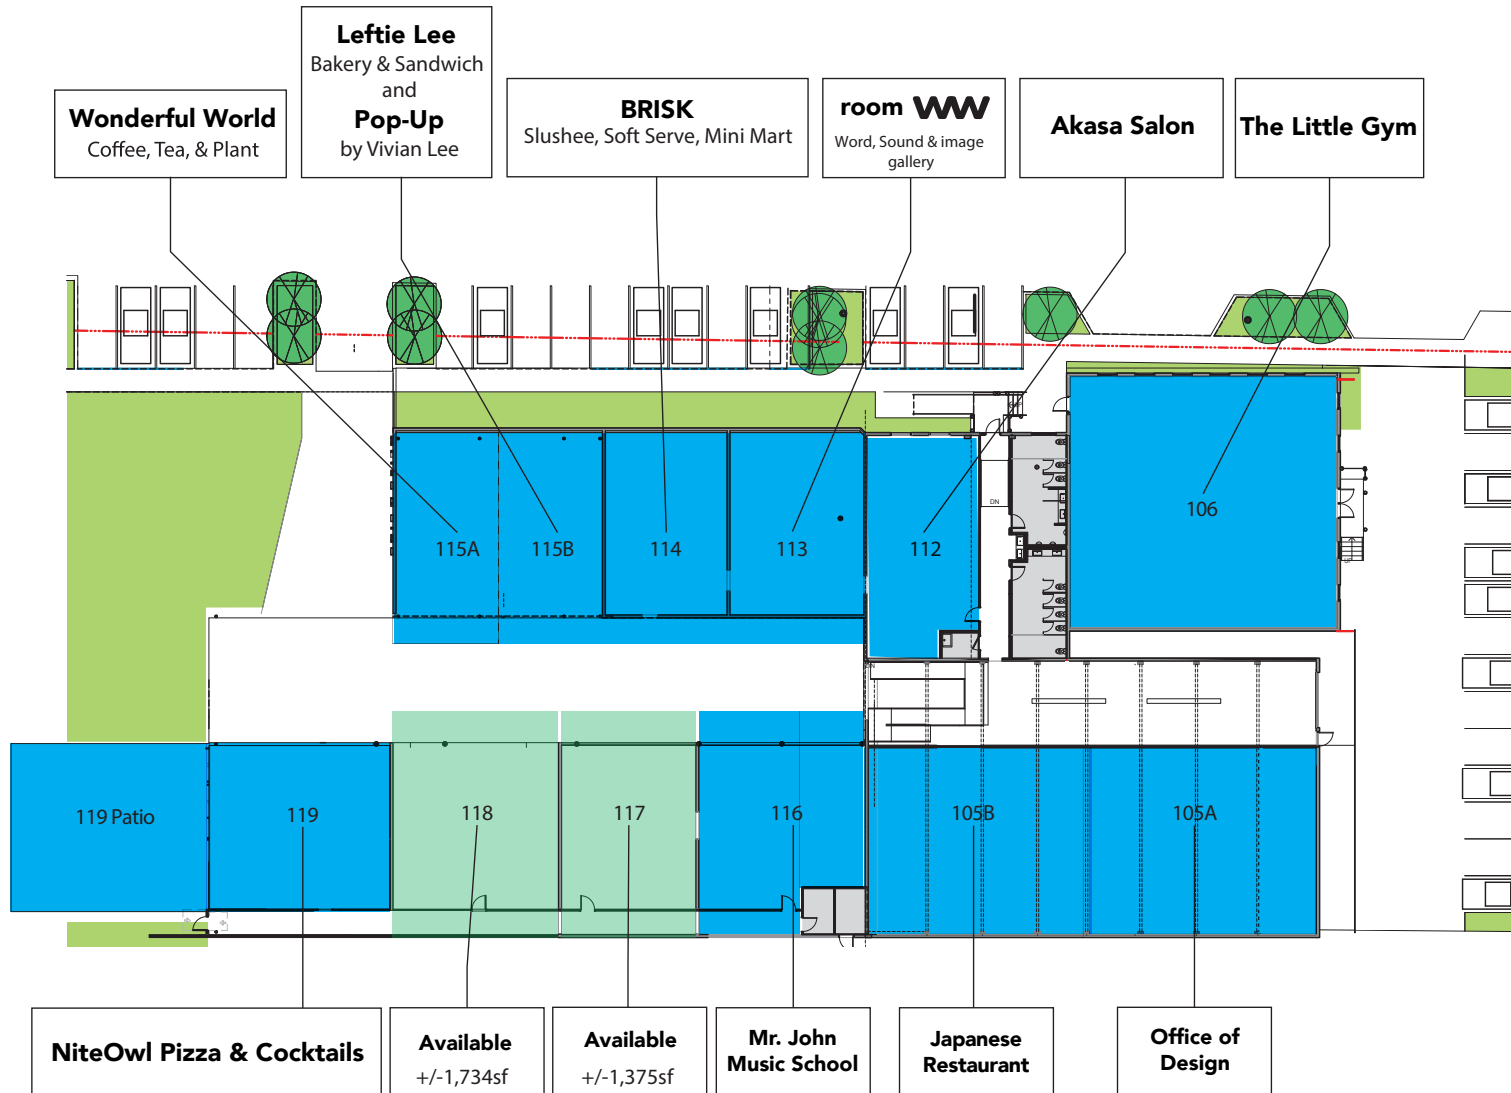 Leftie Lee
Bakery & Sandwich
and
Pop-Up
by Vivian Lee
Wonderful World
Coffee, Tea, & Plant
BRISK
Slushee, Soft Serve, Mini Mart
room WW
Word, Sound & image
gallery
Akasa Salon
The Little Gym
115A
115B
114
113
112
106
DN
119 Patio
119
118
117
116
105B
105A
NiteOwl Pizza & Cocktails
Available
+/-1,734sf
Available
+/-1,375sf
Mr. John
Music School
Japanese
Restaurant
Office of
Design